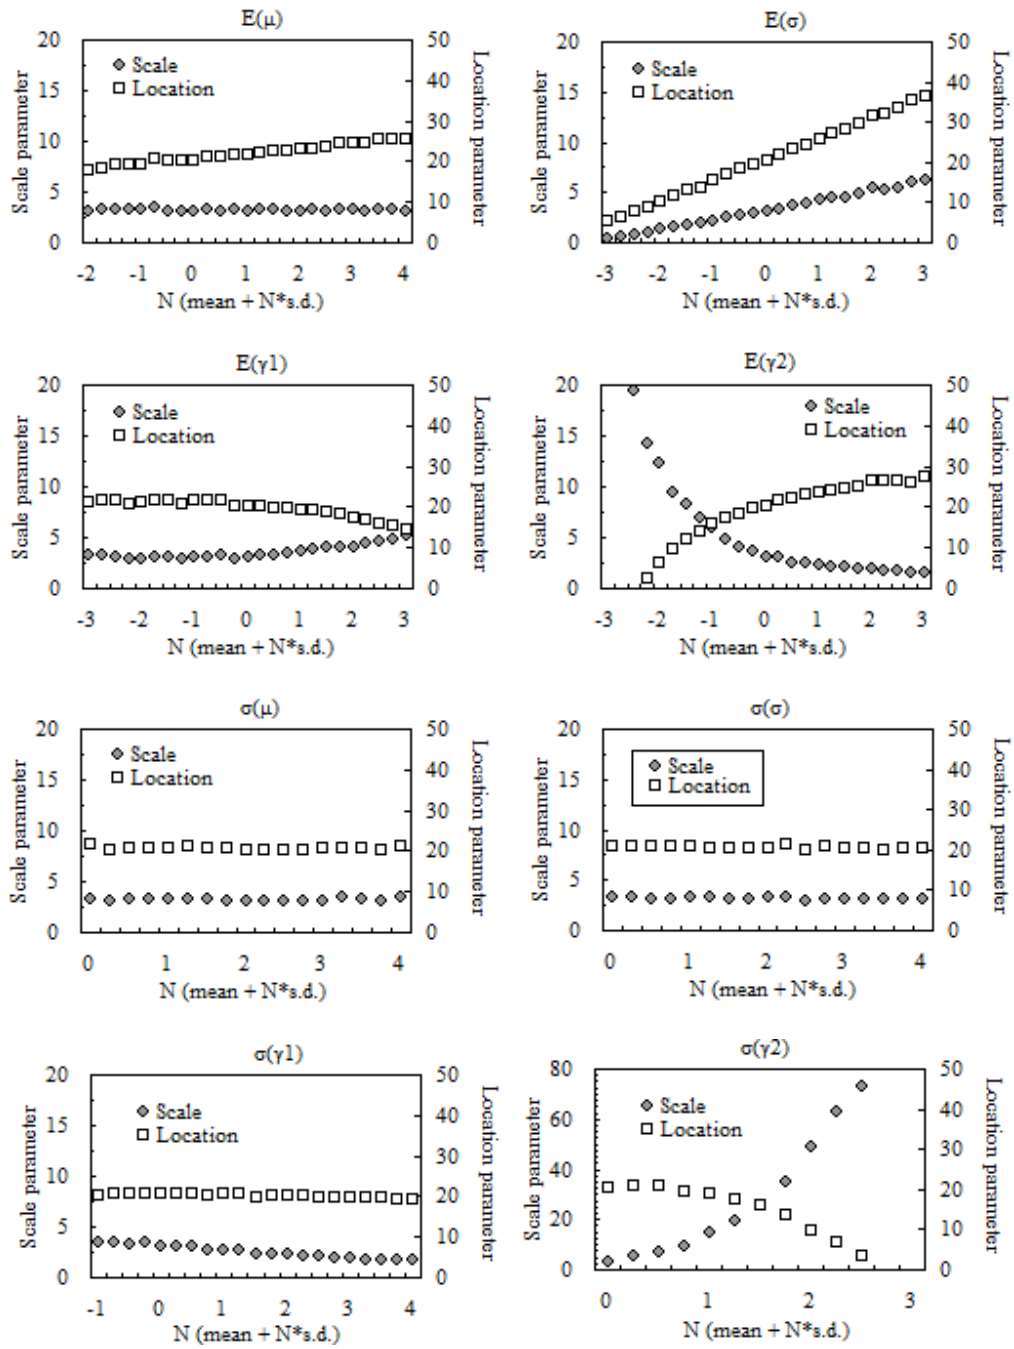 E(μ)
20
15
10
5
0
Scale parameter
Scale
Location
50
40
30
20
10
0
Location parameter
-2 -1 0 1 2 3 4
N (mean + N*s.d.)
E(σ)
20
15
10
5
0
Scale parameter
Scale
Location
50
40
30
20
10
0
Location parameter
-3 -2 -1 0 1 2 3
N (mean + N*s.d.)
E(γ1)
20
15
10
5
0
Scale parameter
Scale
Location
50
40
30
20
10
0
Location parameter
-3 -2 -1 0 1 2 3
N (mean + N*s.d.)
E(γ2)
20
15
10
5
0
Scale parameter
Scale
Location
50
40
30
20
10
0
Location parameter
-3 -2 -1 0 1 2 3
N (mean + N*s.d.)
σ(μ)
20
15
10
5
0
Scale parameter
Scale
Location
50
40
30
20
10
0
Location parameter
0 1 2 3 4
N (mean + N*s.d.)
σ(σ)
20
15
10
5
0
Scale parameter
Scale
Location
50
40
30
20
10
0
Location parameter
0 1 2 3 4
N (mean + N*s.d.)
σ(γ1)
20
15
10
5
0
Scale parameter
Scale
Location
50
40
30
20
10
0
Location parameter
-1 0 1 2 3 4
N (mean + N*s.d.)
σ(γ2)
80
60
40
20
0
Scale parameter
Scale
Location
50
40
30
20
10
0
Location parameter
0 1 2 3
N (mean + N*s.d.)